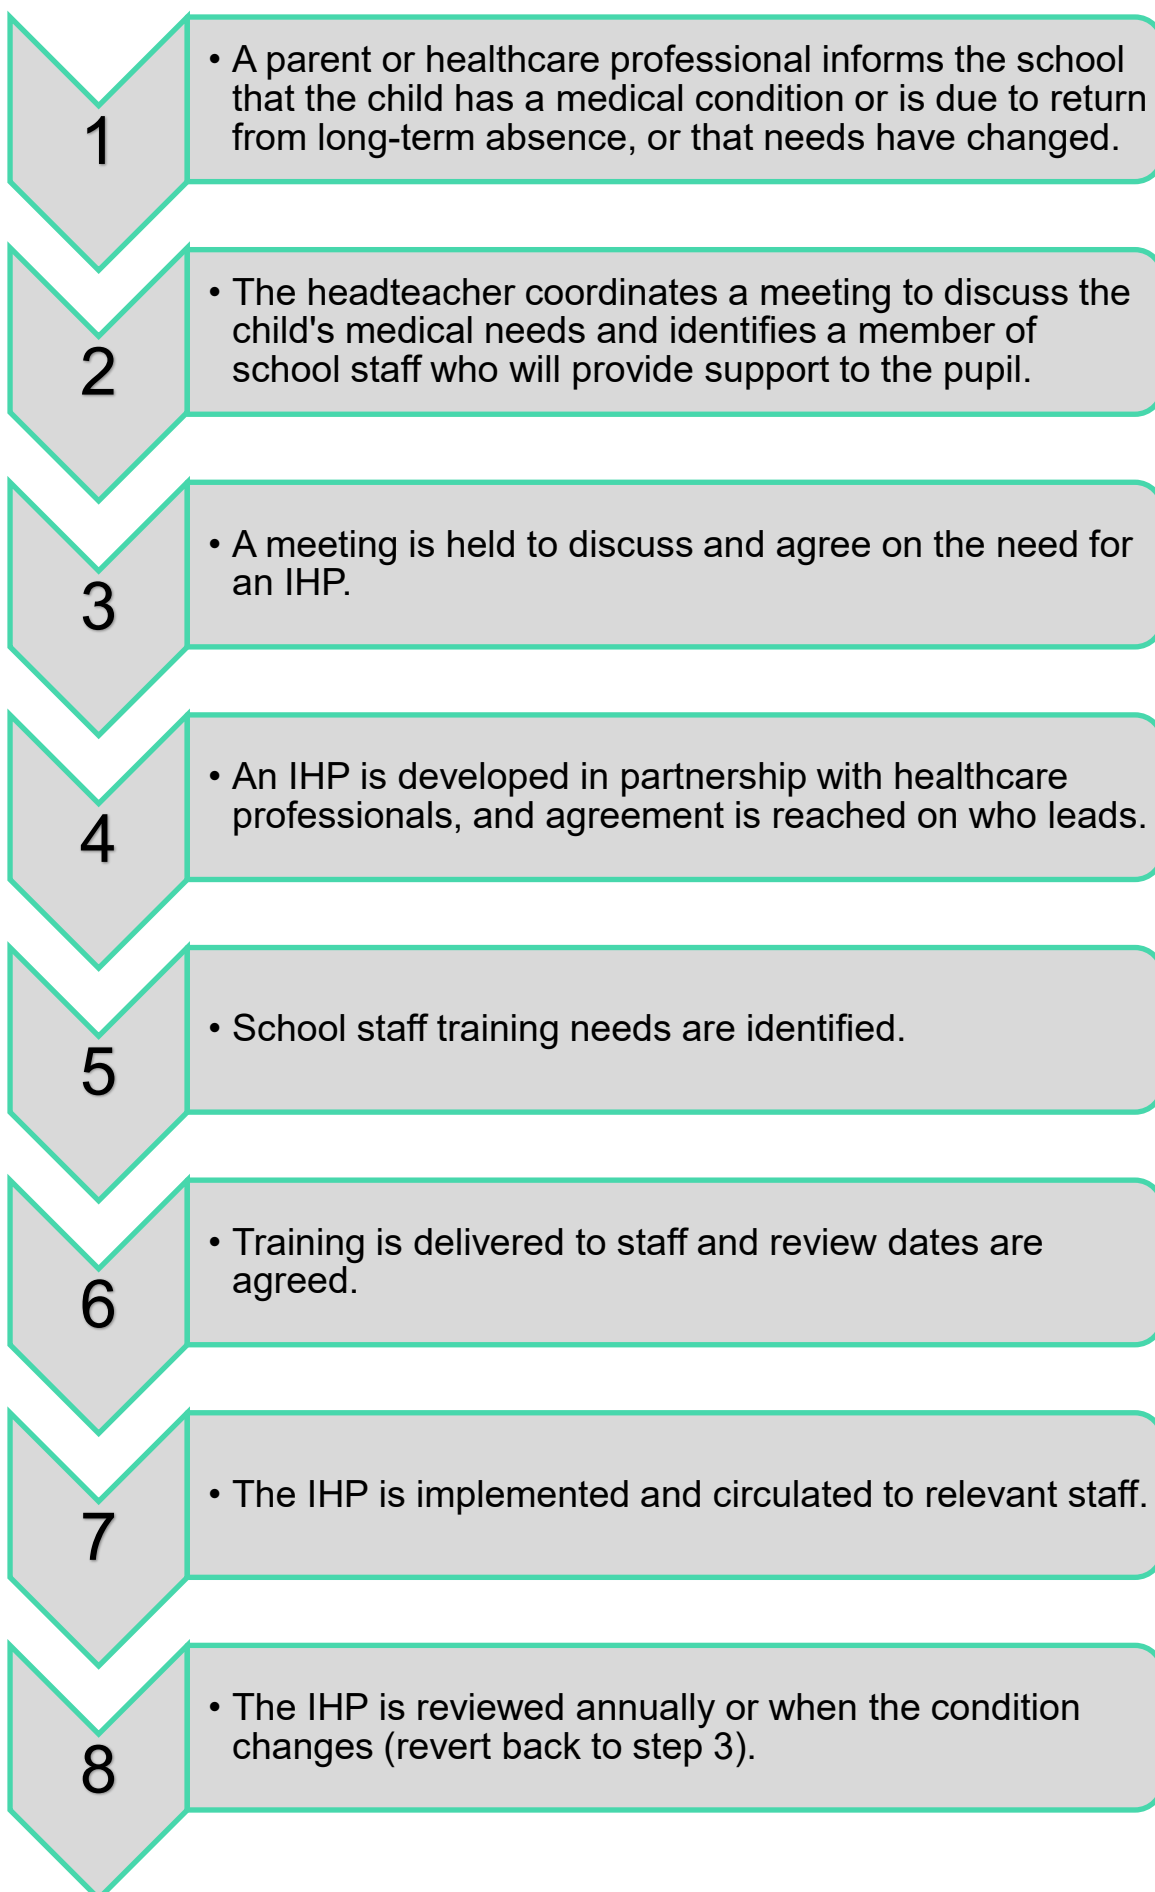 1
• A parent or healthcare professional informs the school
that the child has a medical condition or is due to return
from long-term absence, or that needs have changed.
2
• The headteacher coordinates a meeting to discuss the
child's medical needs and identifies a member of
school staff who will provide support to the pupil.
3
• A meeting is held to discuss and agree on the need for
an IHP.
4
• An IHP is developed in partnership with healthcare
professionals, and agreement is reached on who leads.
5
• School staff training needs are identified.
6
• Training is delivered to staff and review dates are
agreed.
7
• The IHP is implemented and circulated to relevant staff.
8
• The IHP is reviewed annually or when the condition
changes (revert back to step 3).